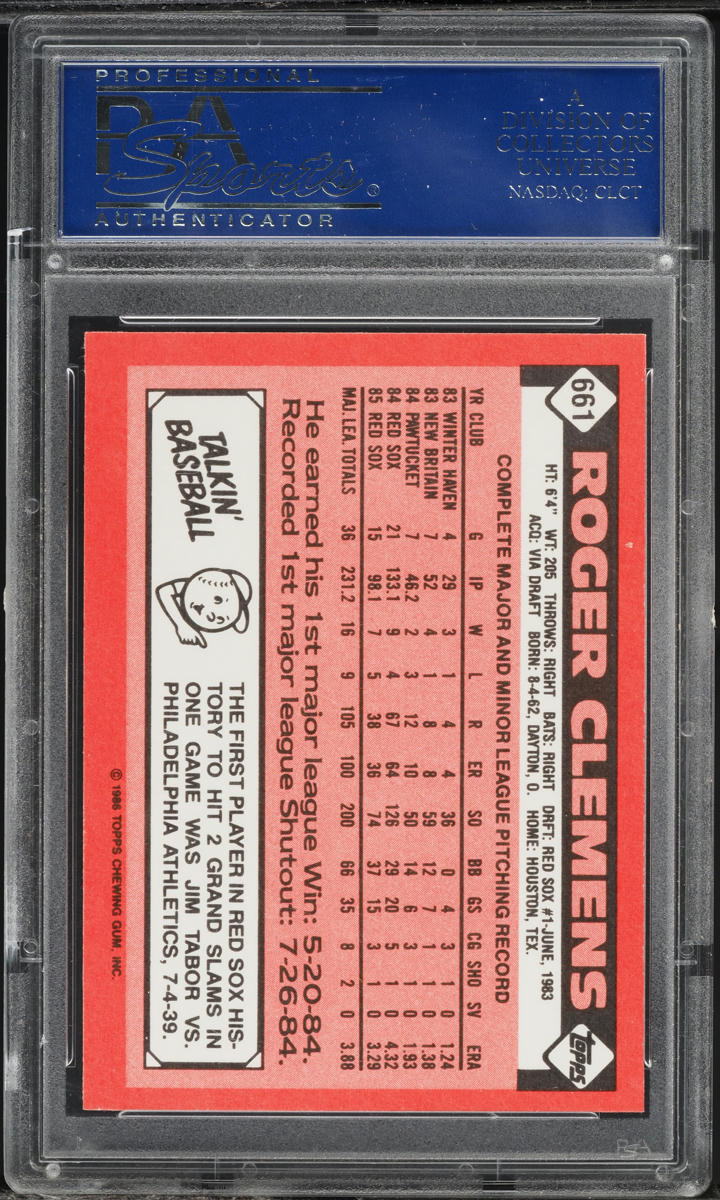 PROFESSIONAL
PSA
Sports®
AUTHENTICATOR
A
DIVISION OF
COLLECTORS
UNIVERSE
NASDAQ: CLCT
661 ROGER CLEMENS topps
HT: 6'4" WT: 205 THROWS: RIGHT BATS: RIGHT DRFT: RED SOX #1-JUNE, 1983
ACQ: VIA DRAFT BORN: 8-4-62, DAYTON, O. HOME: HOUSTON, TEX.
COMPLETE MAJOR AND MINOR LEAGUE PITCHING RECORD
YR CLUB G IP W L R ER SO BB GS CG SHO SV ERA
83 WINTER HAVEN 4 29 3 1 4 4 36 0 4 3 1 0 1.24
83 NEW BRITAIN 7 52 4 1 8 8 59 12 7 1 1 0 1.38
84 PAWTUCKET 7 46.2 2 3 12 10 50 14 6 3 1 0 1.93
84 RED SOX 21 133.1 9 4 67 64 126 29 20 5 1 0 4.32
85 RED SOX 15 98.1 7 5 38 36 74 37 15 3 1 0 3.29
MAJ. LEA. TOTALS 36 231.2 16 9 105 100 200 66 35 8 2 0 3.88
He earned his 1st major league Win: 5-20-84.
Recorded 1st major league Shutout: 7-26-84.
TALKIN'
BASEBALL
THE FIRST PLAYER IN RED SOX HIS-
TORY TO HIT 2 GRAND SLAMS IN
ONE GAME WAS JIM TABOR VS.
PHILADELPHIA ATHLETICS, 7-4-39.
© 1986 TOPPS CHEWING GUM, INC.
PSA